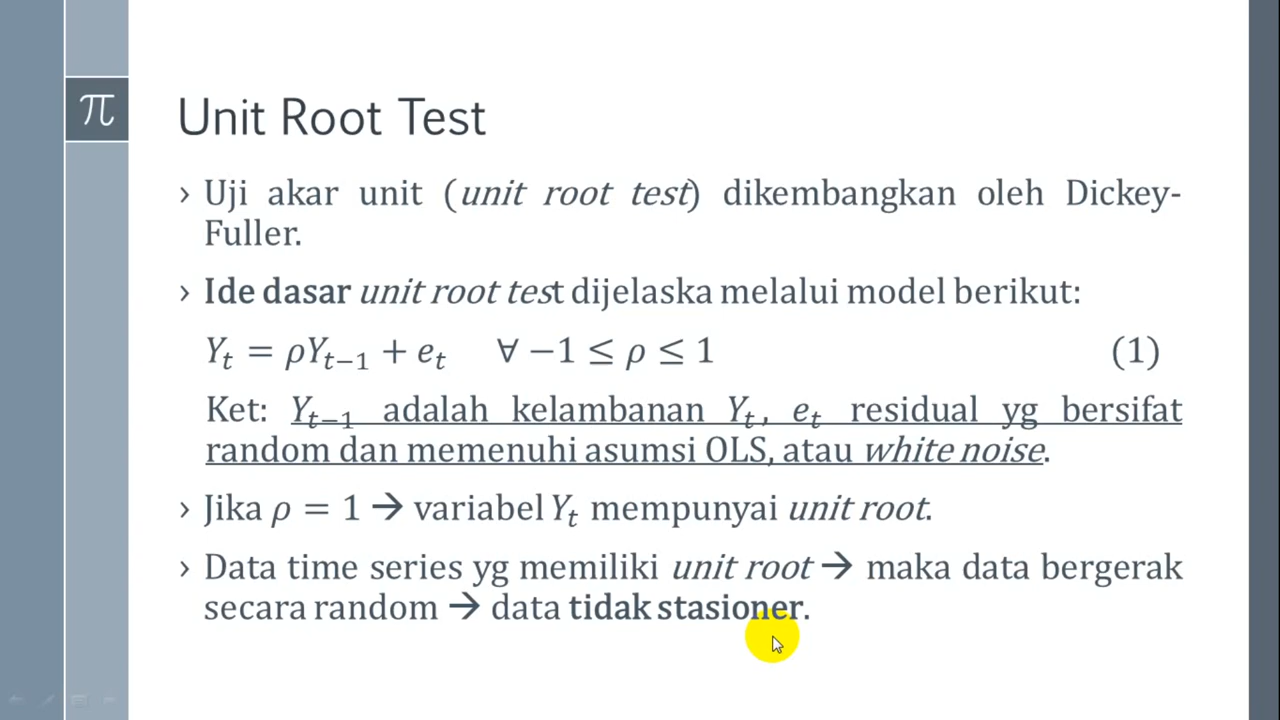 π
Unit Root Test
› Uji akar unit (unit root test) dikembangkan oleh Dickey-
Fuller.
› Ide dasar unit root test dijelaska melalui model berikut:
Yₜ = ρYₜ₋₁ + eₜ ∀ −1 ≤ ρ ≤ 1 (1)
Ket: Yₜ₋₁ adalah kelambanan Yₜ, eₜ residual yg bersifat
random dan memenuhi asumsi OLS, atau white noise.
› Jika ρ = 1 → variabel Yₜ mempunyai unit root.
› Data time series yg memiliki unit root → maka data bergerak
secara random → data tidak stasioner.